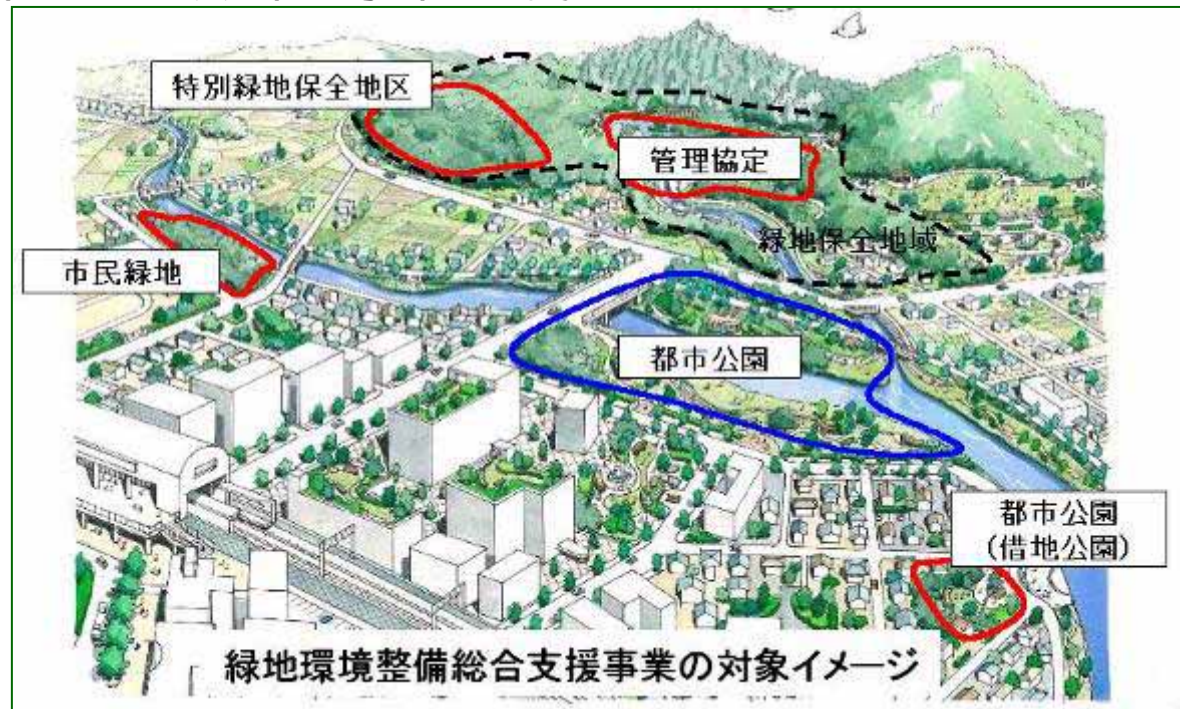 特別緑地保全地区
管理協定
緑地保全地域
市民緑地
都市公園
都市公園
（借地公園）
緑地環境整備総合支援事業の対象イメージ